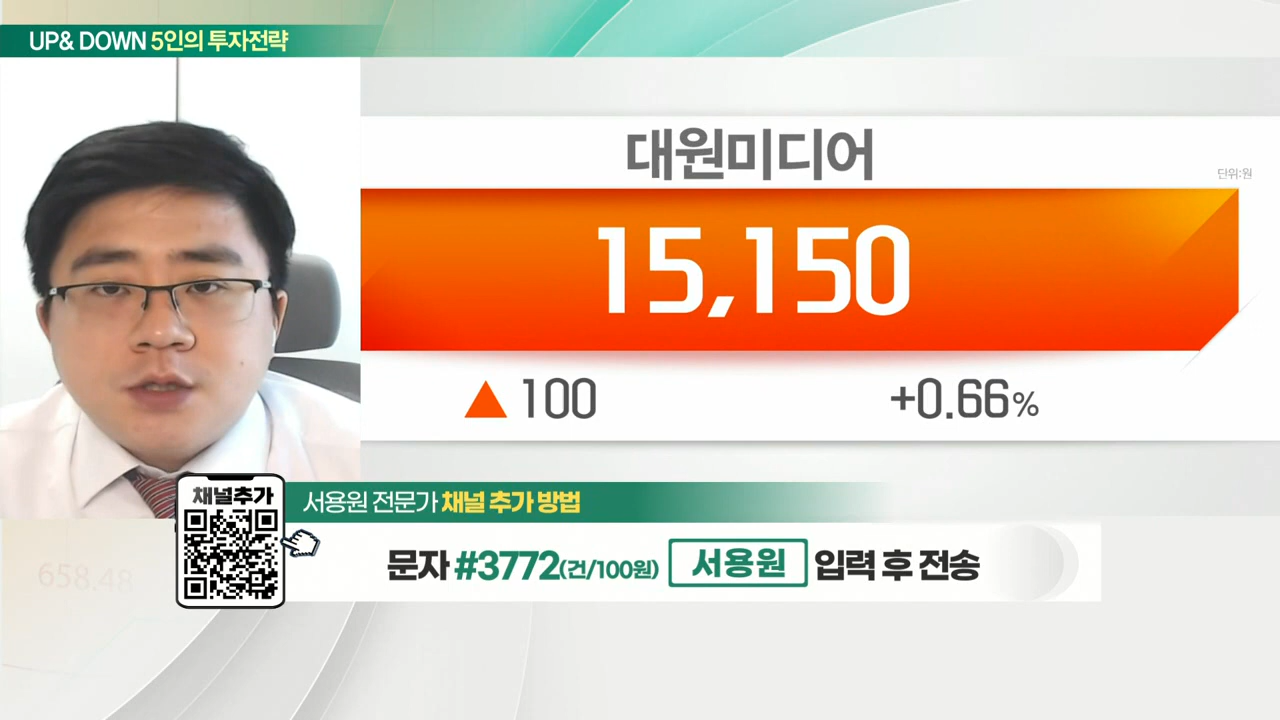 UP& DOWN 5인의 투자전략
대원미디어
단위:원
15,150
▲ 100
+0.66%
채널추가
서용원 전문가 채널 추가 방법
문자 #3772(건/100원) 서용원 입력 후 전송
658.48